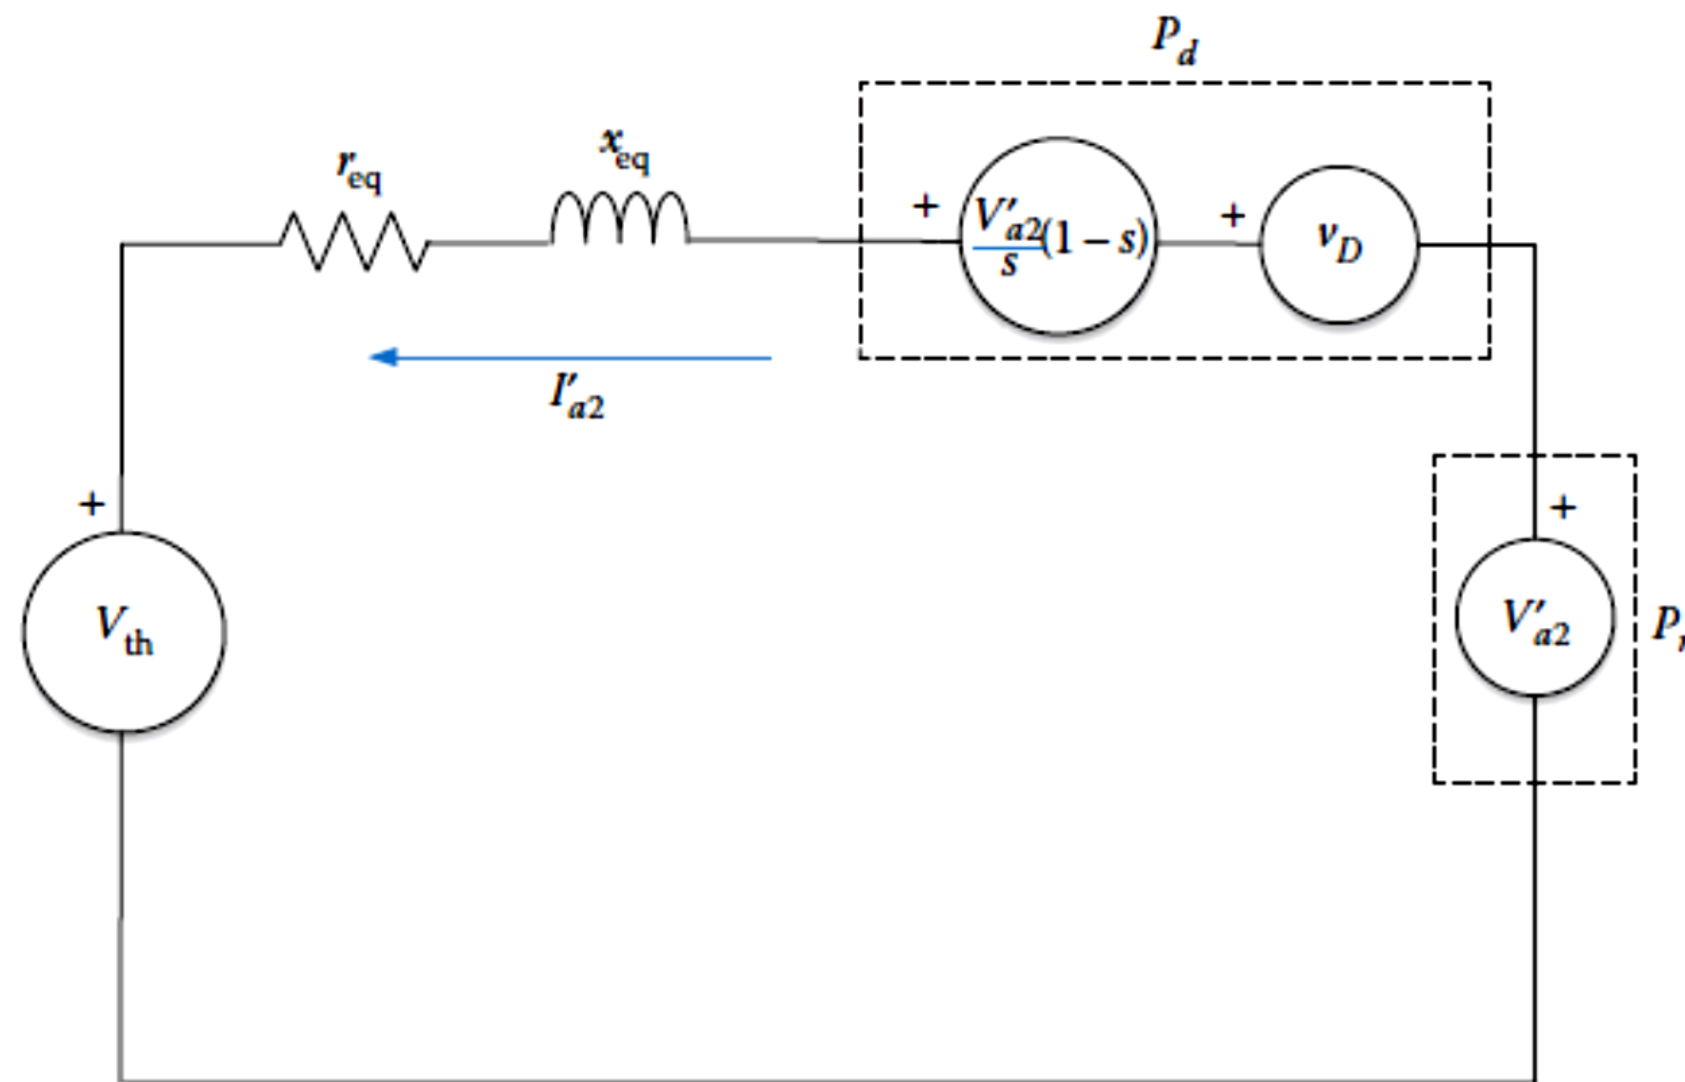 P_d
r_eq
x_eq
+
V′_a2/s (1 – s)
+
v_D
I′_a2
+
V_th
+
V′_a2